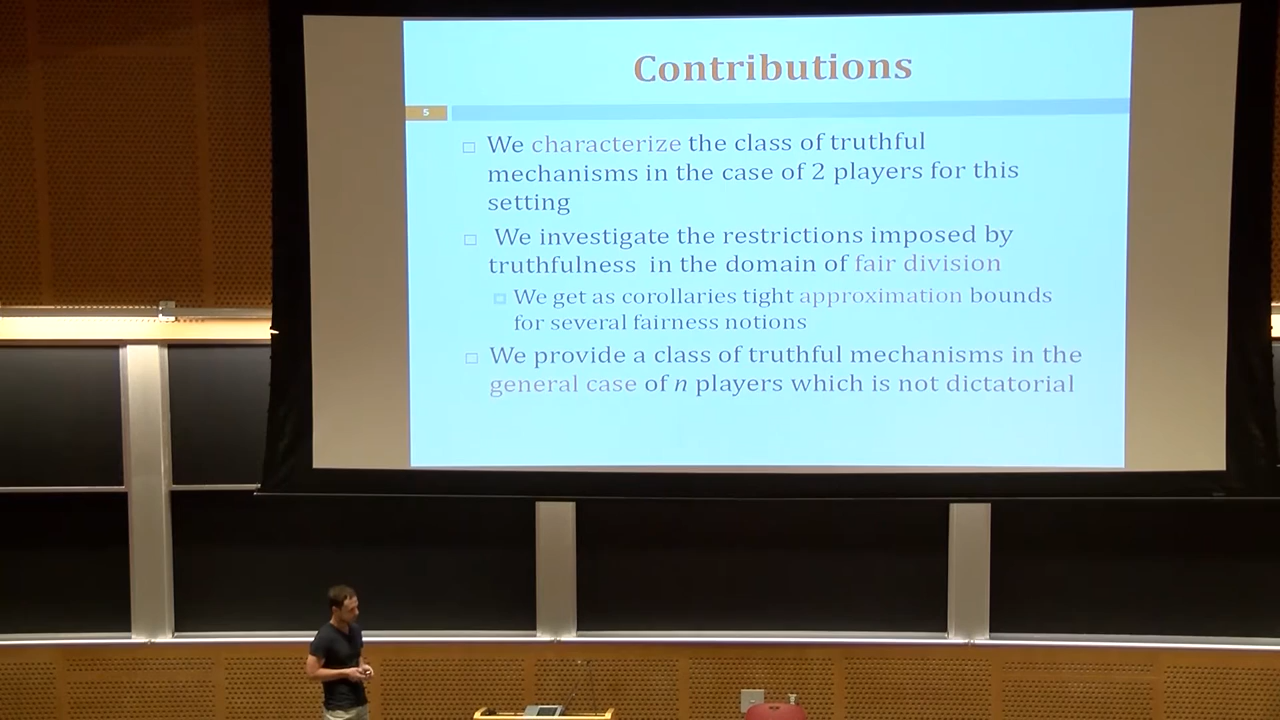 Contributions
5
We characterize the class of truthful
mechanisms in the case of 2 players for this
setting
We investigate the restrictions imposed by
truthfulness in the domain of fair division
We get as corollaries tight approximation bounds
for several fairness notions
We provide a class of truthful mechanisms in the
general case of n players which is not dictatorial